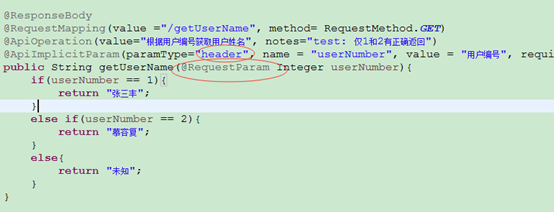 @ResponseBody
@RequestMapping(value ="/getUserName", method= RequestMethod.GET)
@ApiOperation(value="根据用户编号获取用户姓名", notes="test: 仅1和2有正确返回")
@ApiImplicitParam(paramType="header", name = "userNumber", value = "用户编号", requi
public String getUserName(@RequestParam Integer userNumber){
if(userNumber == 1){
return "张三丰";
}
else if(userNumber == 2){
return "慕容复";
}
else{
return "未知";
}
}